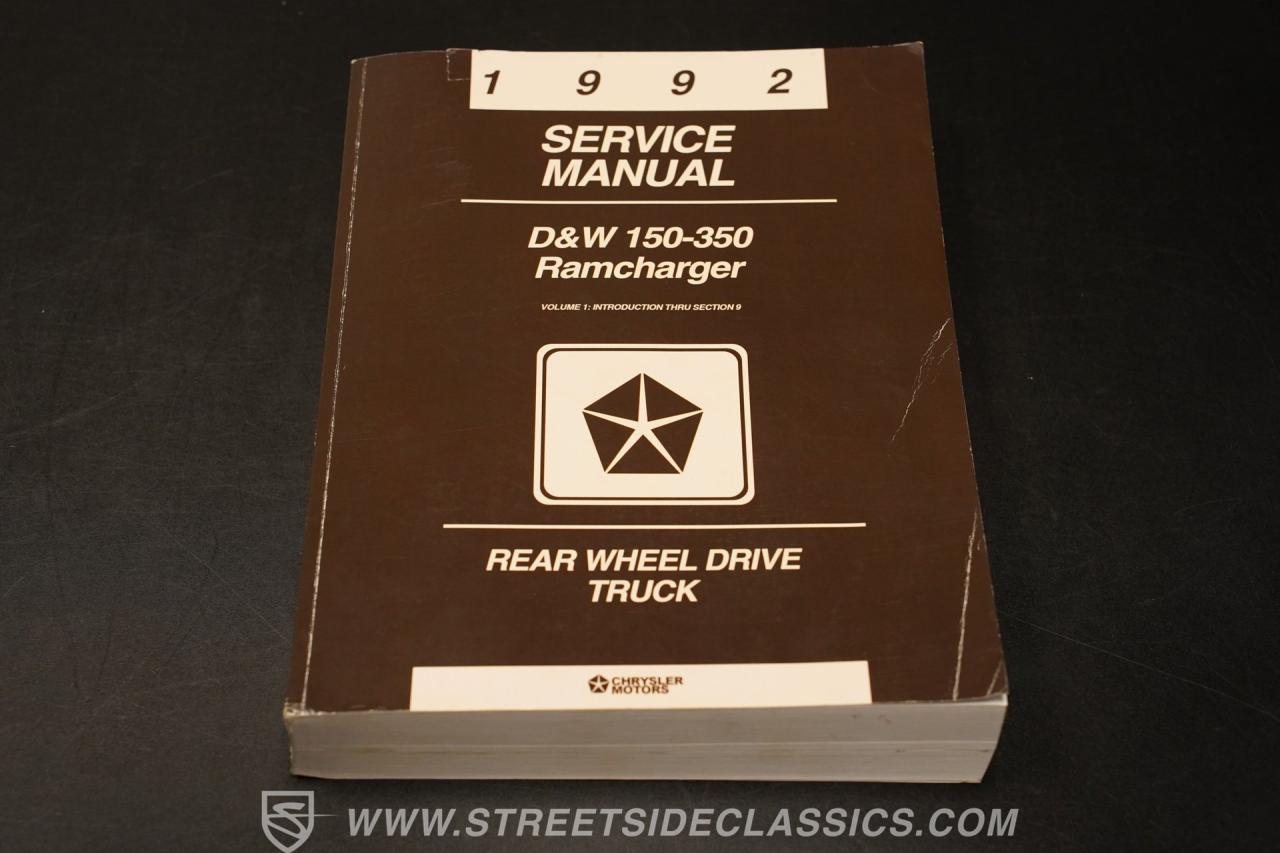 1 9 9 2
SERVICE
MANUAL
D&W 150-350
Ramcharger
VOLUME 1: INTRODUCTION THRU SECTION 9
REAR WHEEL DRIVE
TRUCK
CHRYSLER
MOTORS
WWW.STREETSIDECLASSICS.COM